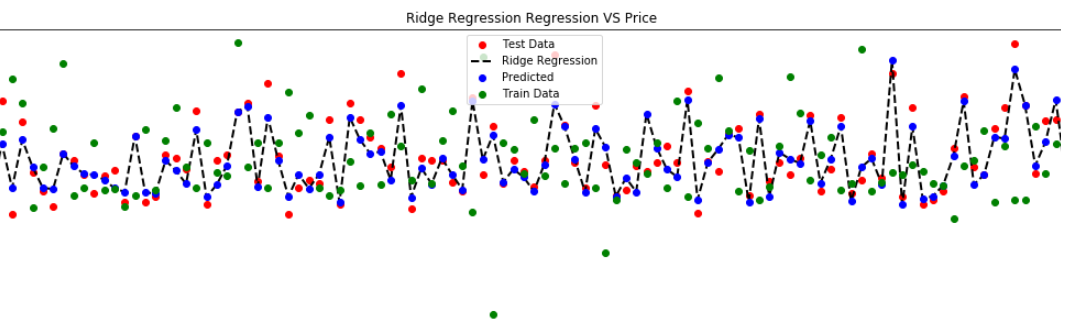 Ridge Regression Regression VS Price
Test Data
Ridge Regression
Predicted
Train Data